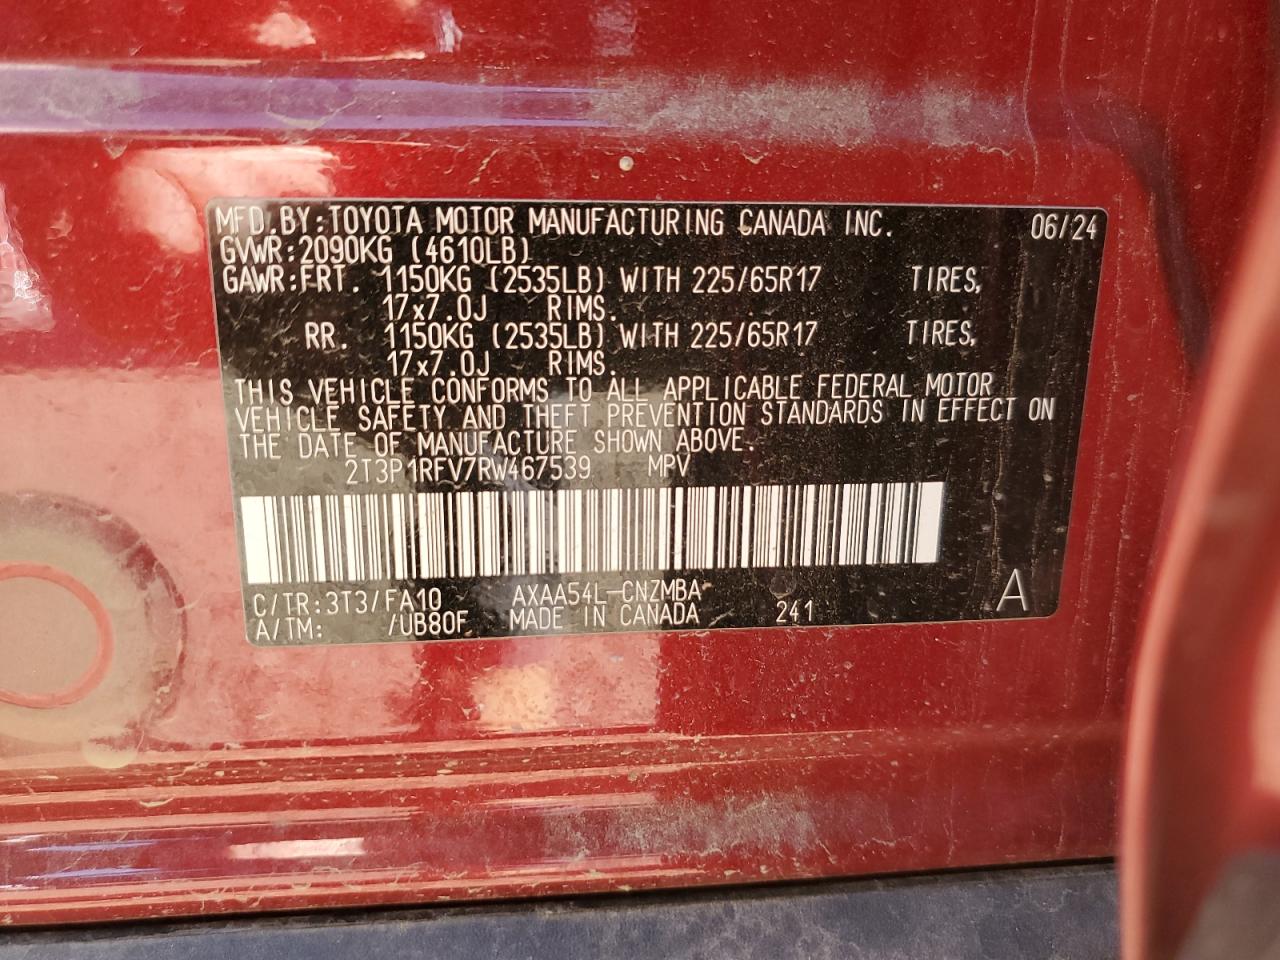 MFD.BY:TOYOTA MOTOR MANUFACTURING CANADA INC. 06/24
GVWR:2090KG (4610LB)
GAWR:FRT. 1150KG (2535LB) WITH 225/65R17 TIRES,
17x7.0J RIMS.
RR. 1150KG (2535LB) WITH 225/65R17 TIRES,
17x7.0J RIMS.
THIS VEHICLE CONFORMS TO ALL APPLICABLE FEDERAL MOTOR
VEHICLE SAFETY AND THEFT PREVENTION STANDARDS IN EFFECT ON
THE DATE OF MANUFACTURE SHOWN ABOVE.
2T3P1RFV7RW467539 MPV
C/TR:3T3/FA10 AXAA54L-CNZMBA
A/TM: /UB80F MADE IN CANADA 241 A